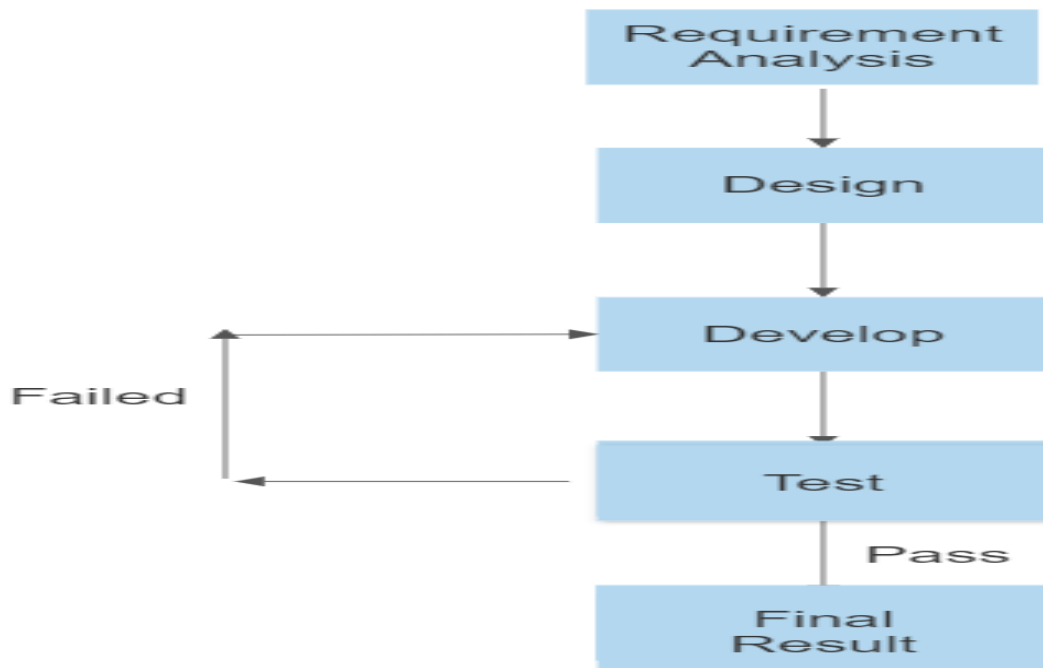 Requirement
Analysis
Design
Develop
Failed
Test
Pass
Final
Result